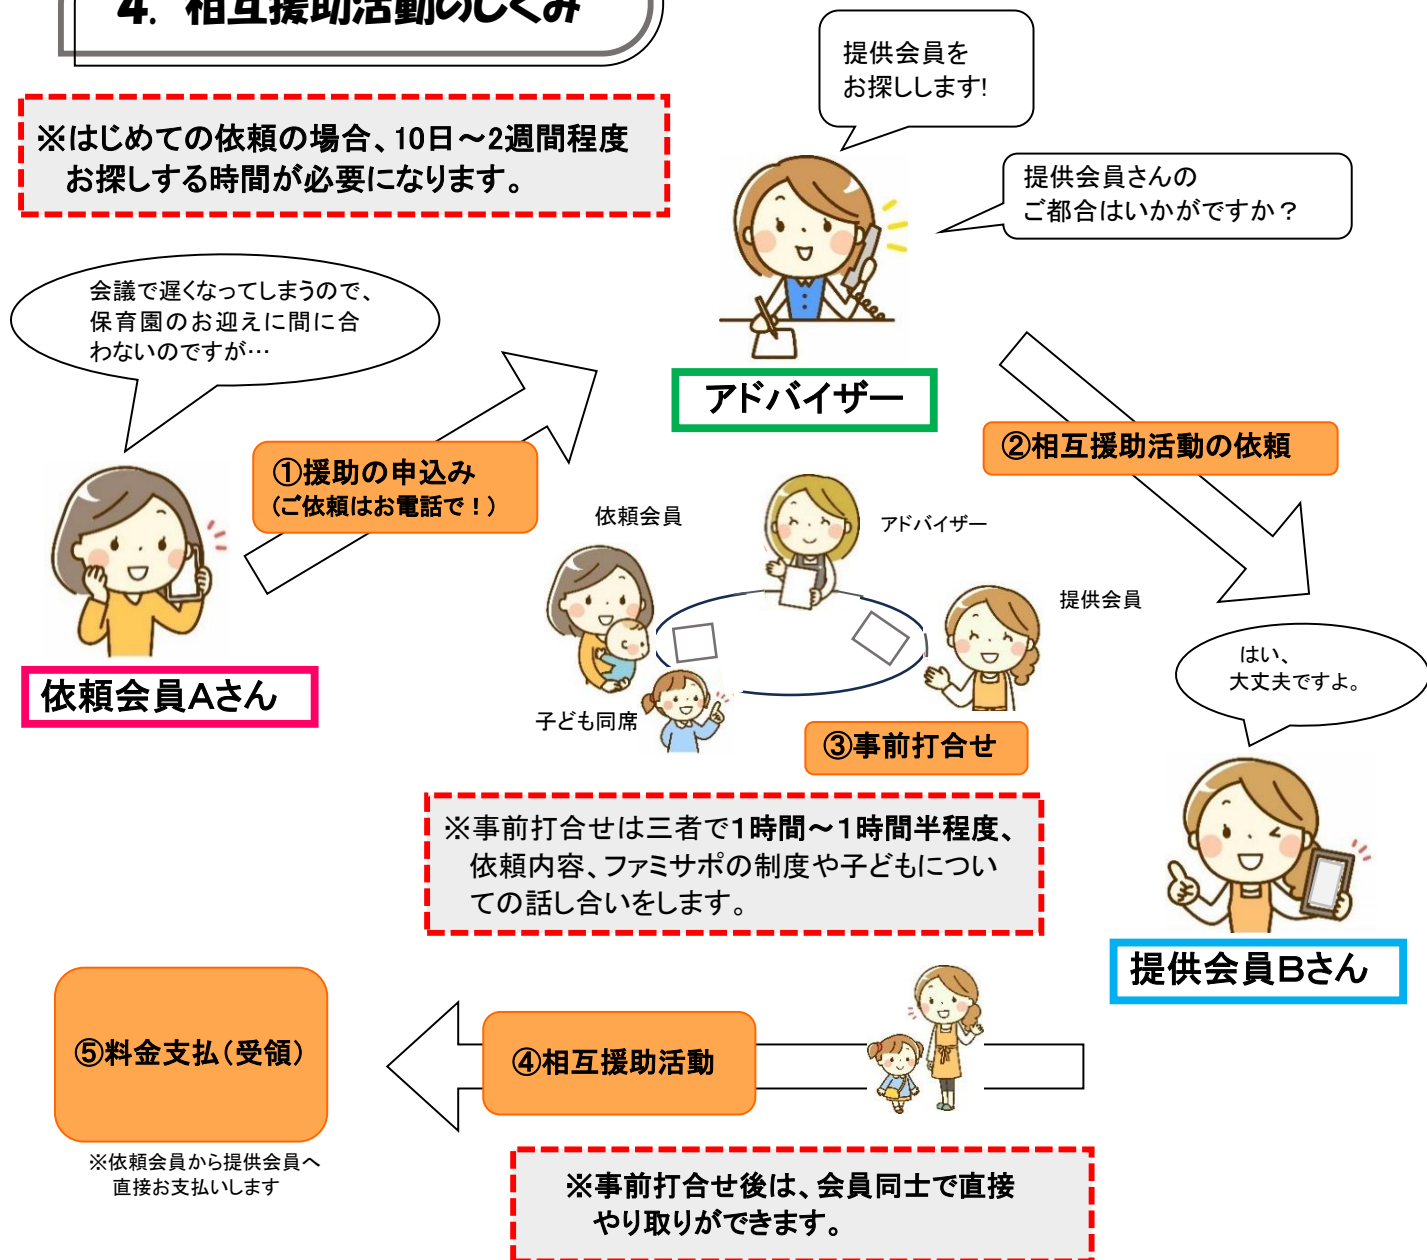 4. 相互援助活動のしくみ
提供会員を
お探しします!
※はじめての依頼の場合、10日～2週間程度
お探しする時間が必要になります。
提供会員さんの
ご都合はいかがですか？
会議で遅くなってしまうので、
保育園のお迎えに間に合
わないのですが…
アドバイザー
①援助の申込み
(ご依頼はお電話で！)
②相互援助活動の依頼
依頼会員
アドバイザー
提供会員
はい、
大丈夫ですよ。
依頼会員Aさん
子ども同席
③事前打合せ
※事前打合せは三者で1時間～1時間半程度、
依頼内容、ファミサポの制度や子どもについ
ての話し合いをします。
提供会員Bさん
⑤料金支払(受領)
④相互援助活動
※依頼会員から提供会員へ
直接お支払いします
※事前打合せ後は、会員同士で直接
やり取りができます。